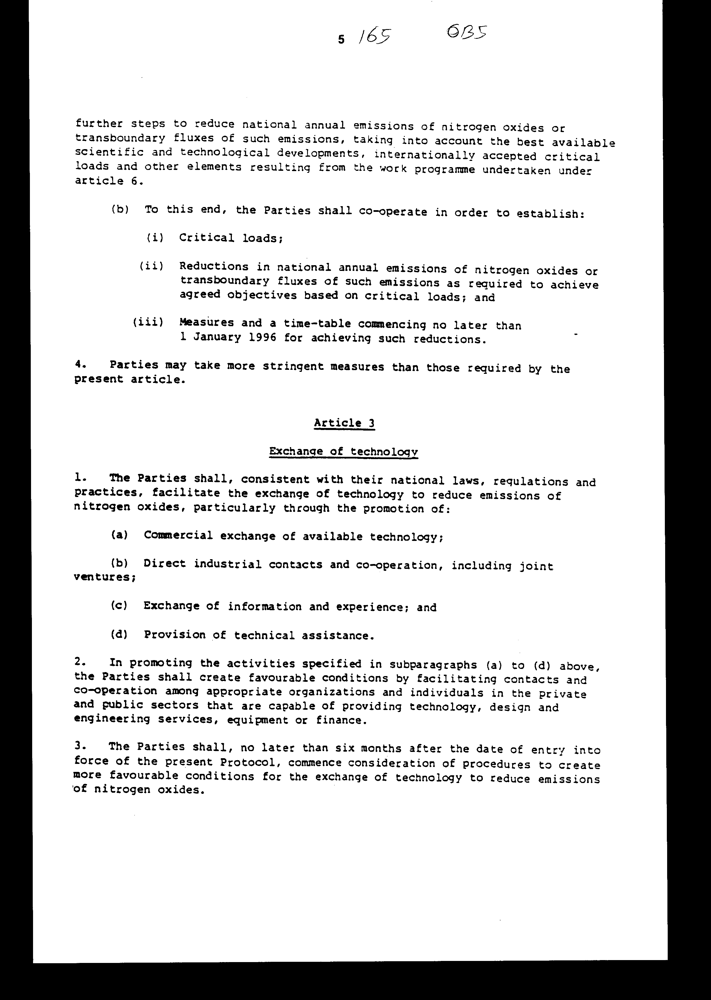 5 165 GB5
further steps to reduce national annual emissions of nitrogen oxides or
transboundary fluxes of such emissions, taking into account the best available
scientific and technological developments, internationally accepted critical
loads and other elements resulting from the work programme undertaken under
article 6.
(b) To this end, the Parties shall co-operate in order to establish:
(i) Critical loads;
(ii) Reductions in national annual emissions of nitrogen oxides or
transboundary fluxes of such emissions as required to achieve
agreed objectives based on critical loads; and
(iii) Measures and a time-table commencing no later than
1 January 1996 for achieving such reductions.
4. Parties may take more stringent measures than those required by the
present article.
Article 3
Exchange of technology
1. The Parties shall, consistent with their national laws, regulations and
practices, facilitate the exchange of technology to reduce emissions of
nitrogen oxides, particularly through the promotion of:
(a) Commercial exchange of available technology;
(b) Direct industrial contacts and co-operation, including joint
ventures;
(c) Exchange of information and experience; and
(d) Provision of technical assistance.
2. In promoting the activities specified in subparagraphs (a) to (d) above,
the Parties shall create favourable conditions by facilitating contacts and
co-operation among appropriate organizations and individuals in the private
and public sectors that are capable of providing technology, design and
engineering services, equipment or finance.
3. The Parties shall, no later than six months after the date of entry into
force of the present Protocol, commence consideration of procedures to create
more favourable conditions for the exchange of technology to reduce emissions
of nitrogen oxides.